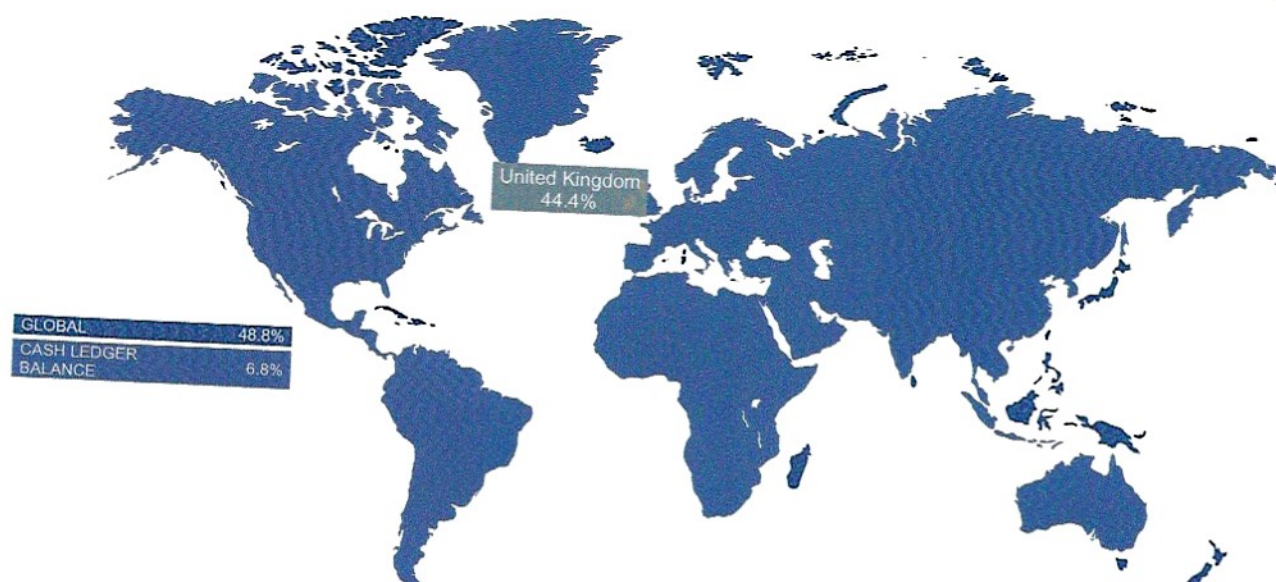 United Kingdom
44.4%
GLOBAL 48.8%
CASH LEDGER
BALANCE 6.8%